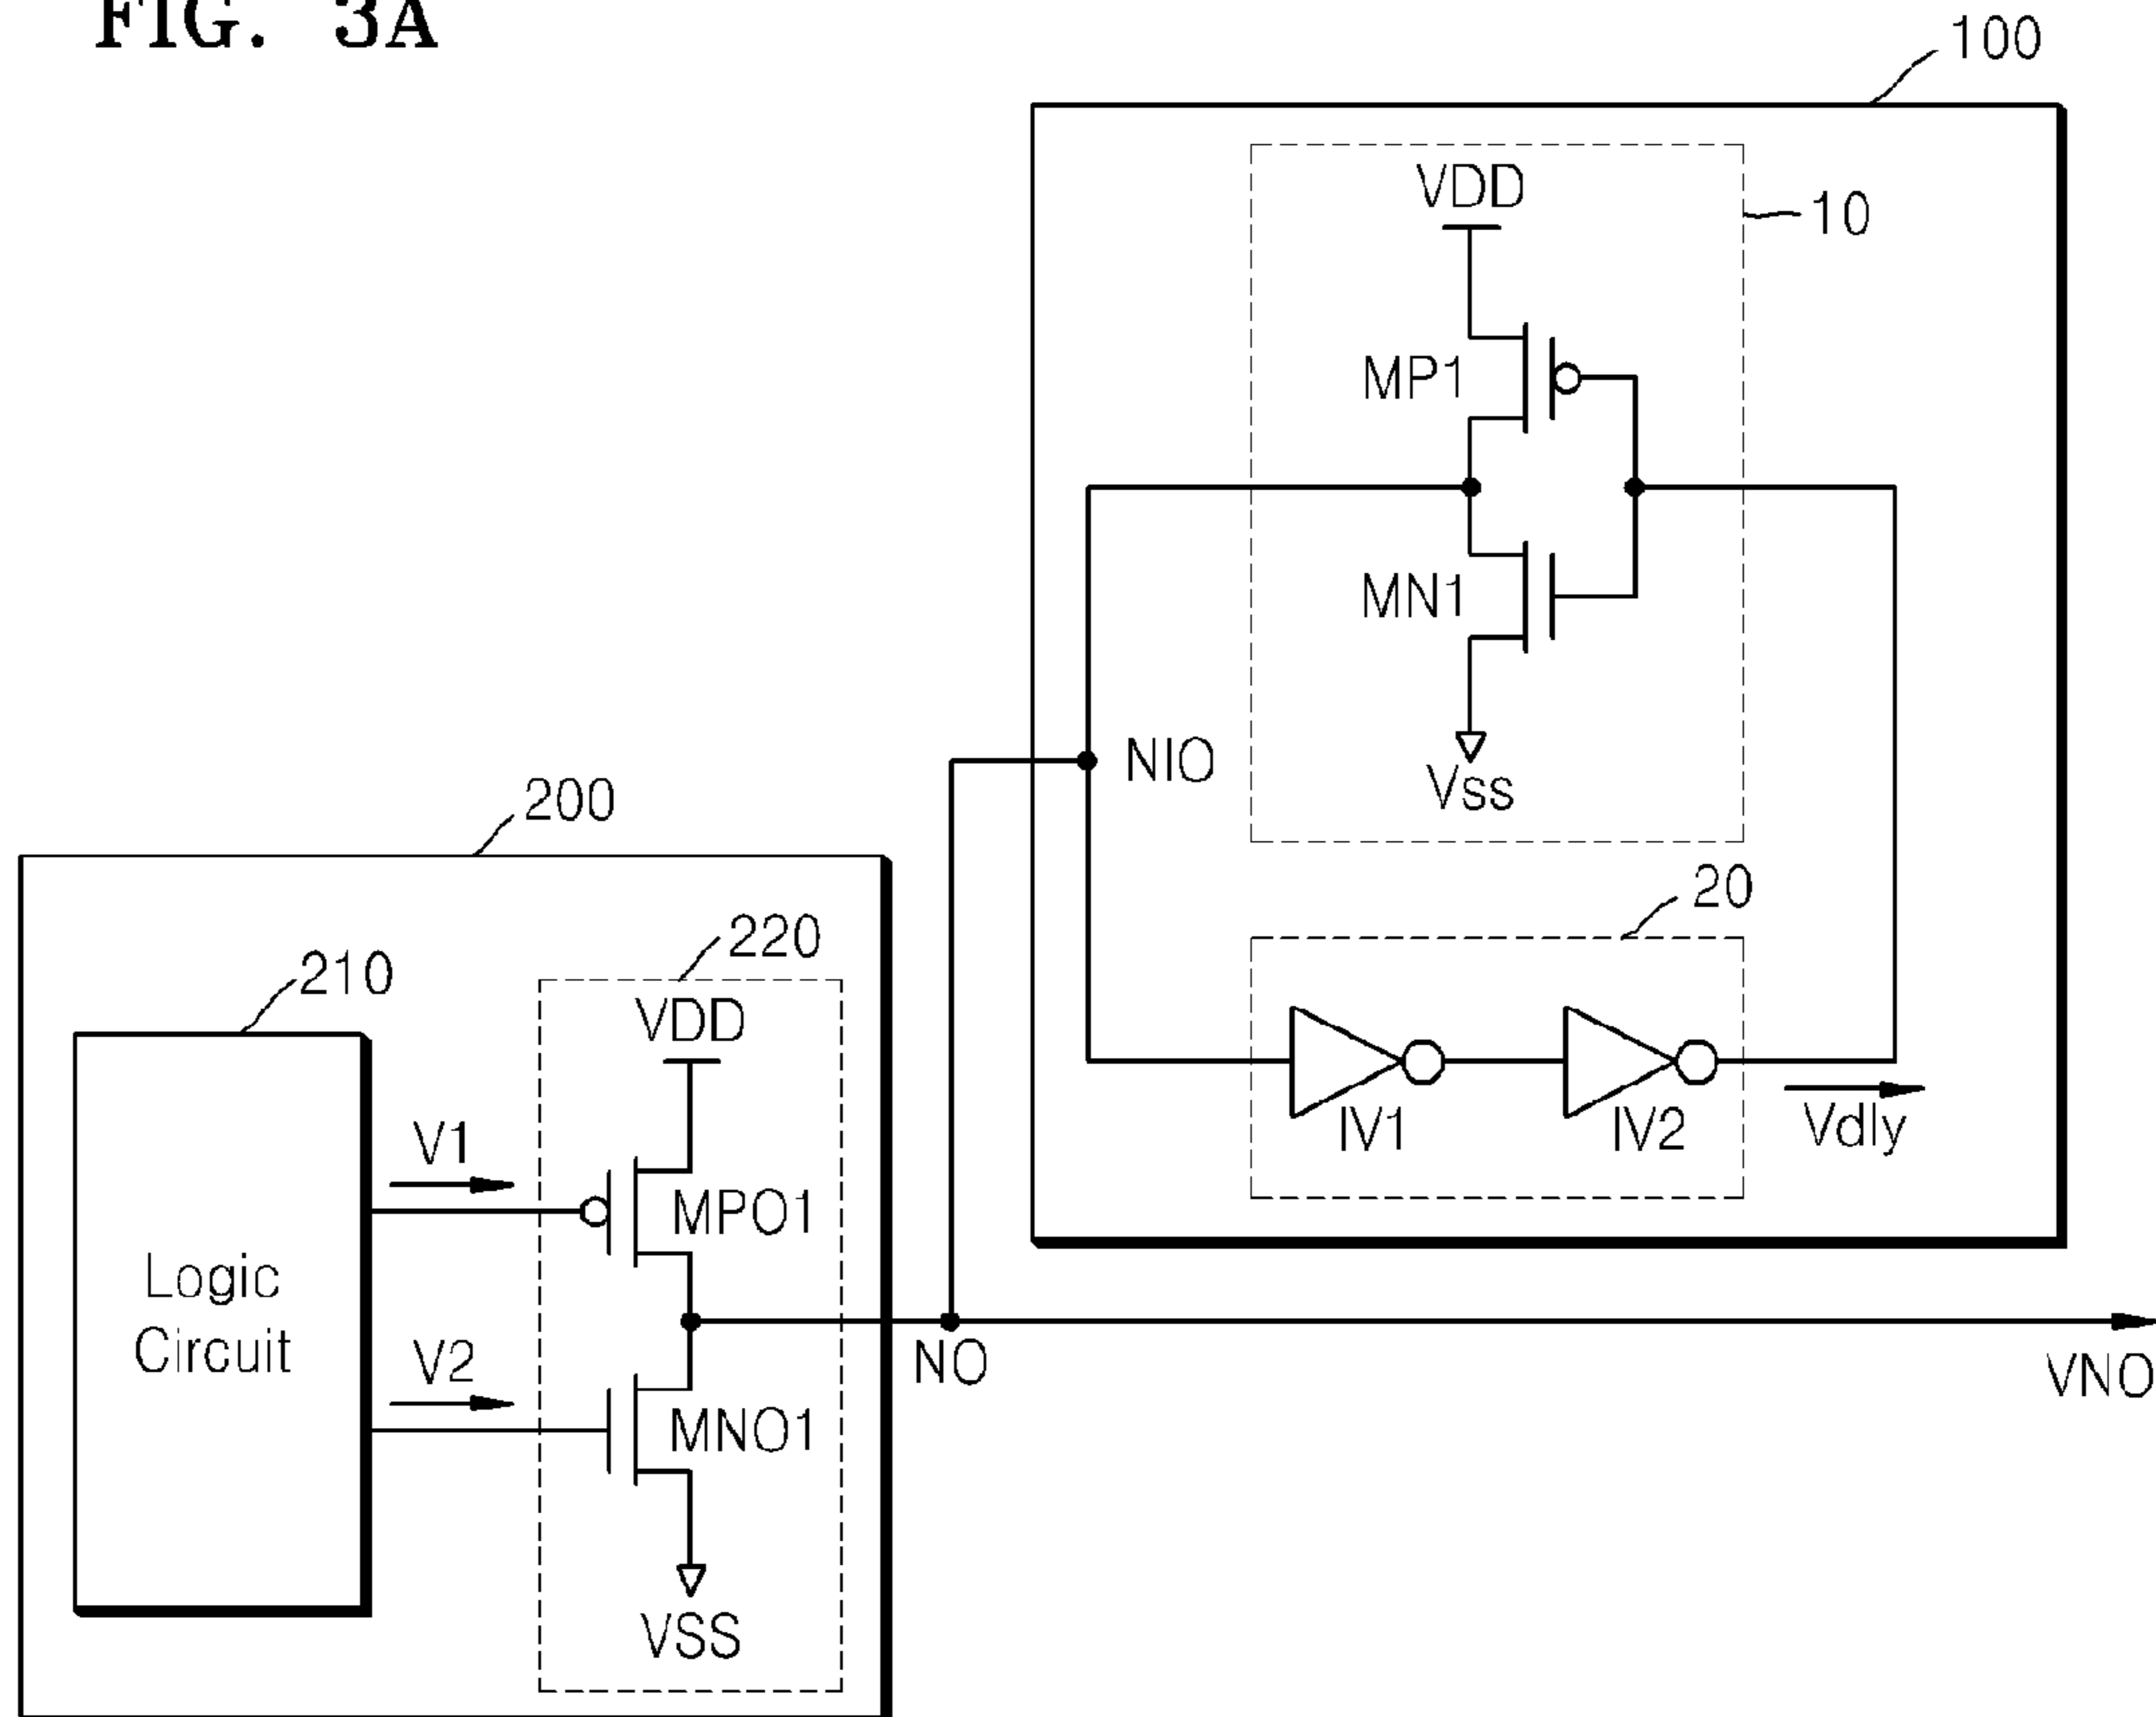 FIG. 3A
100
VDD
10
MP1
MN1
NIO
Vss
200
20
220
210
VDD
V1
MPO1
IV1
IV2
Vdly
Logic
Circuit
V2
MNO1
NO
VNO
VSS